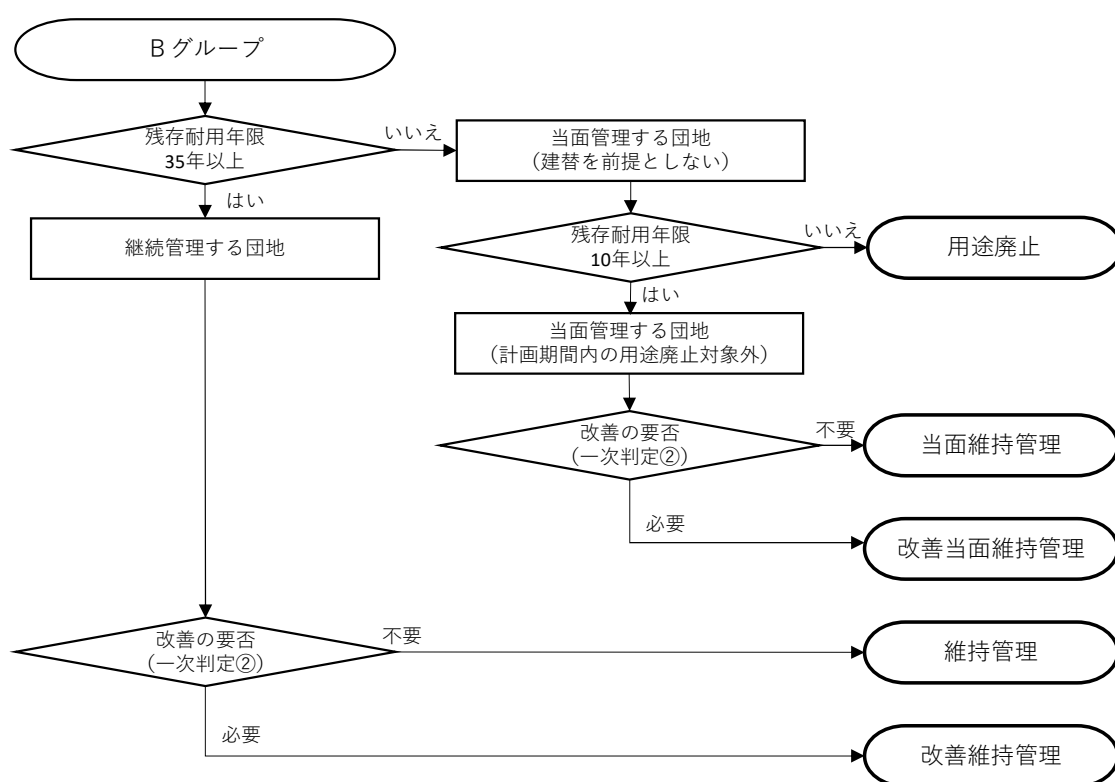 Bグループ
残存耐用年限
35年以上
いいえ
当面管理する団地
（建替を前提としない）
はい
継続管理する団地
残存耐用年限
10年以上
いいえ
用途廃止
はい
当面管理する団地
（計画期間内の用途廃止対象外）
改善の要否
（一次判定②）
不要
当面維持管理
必要
改善当面維持管理
改善の要否
（一次判定②）
不要
維持管理
必要
改善維持管理